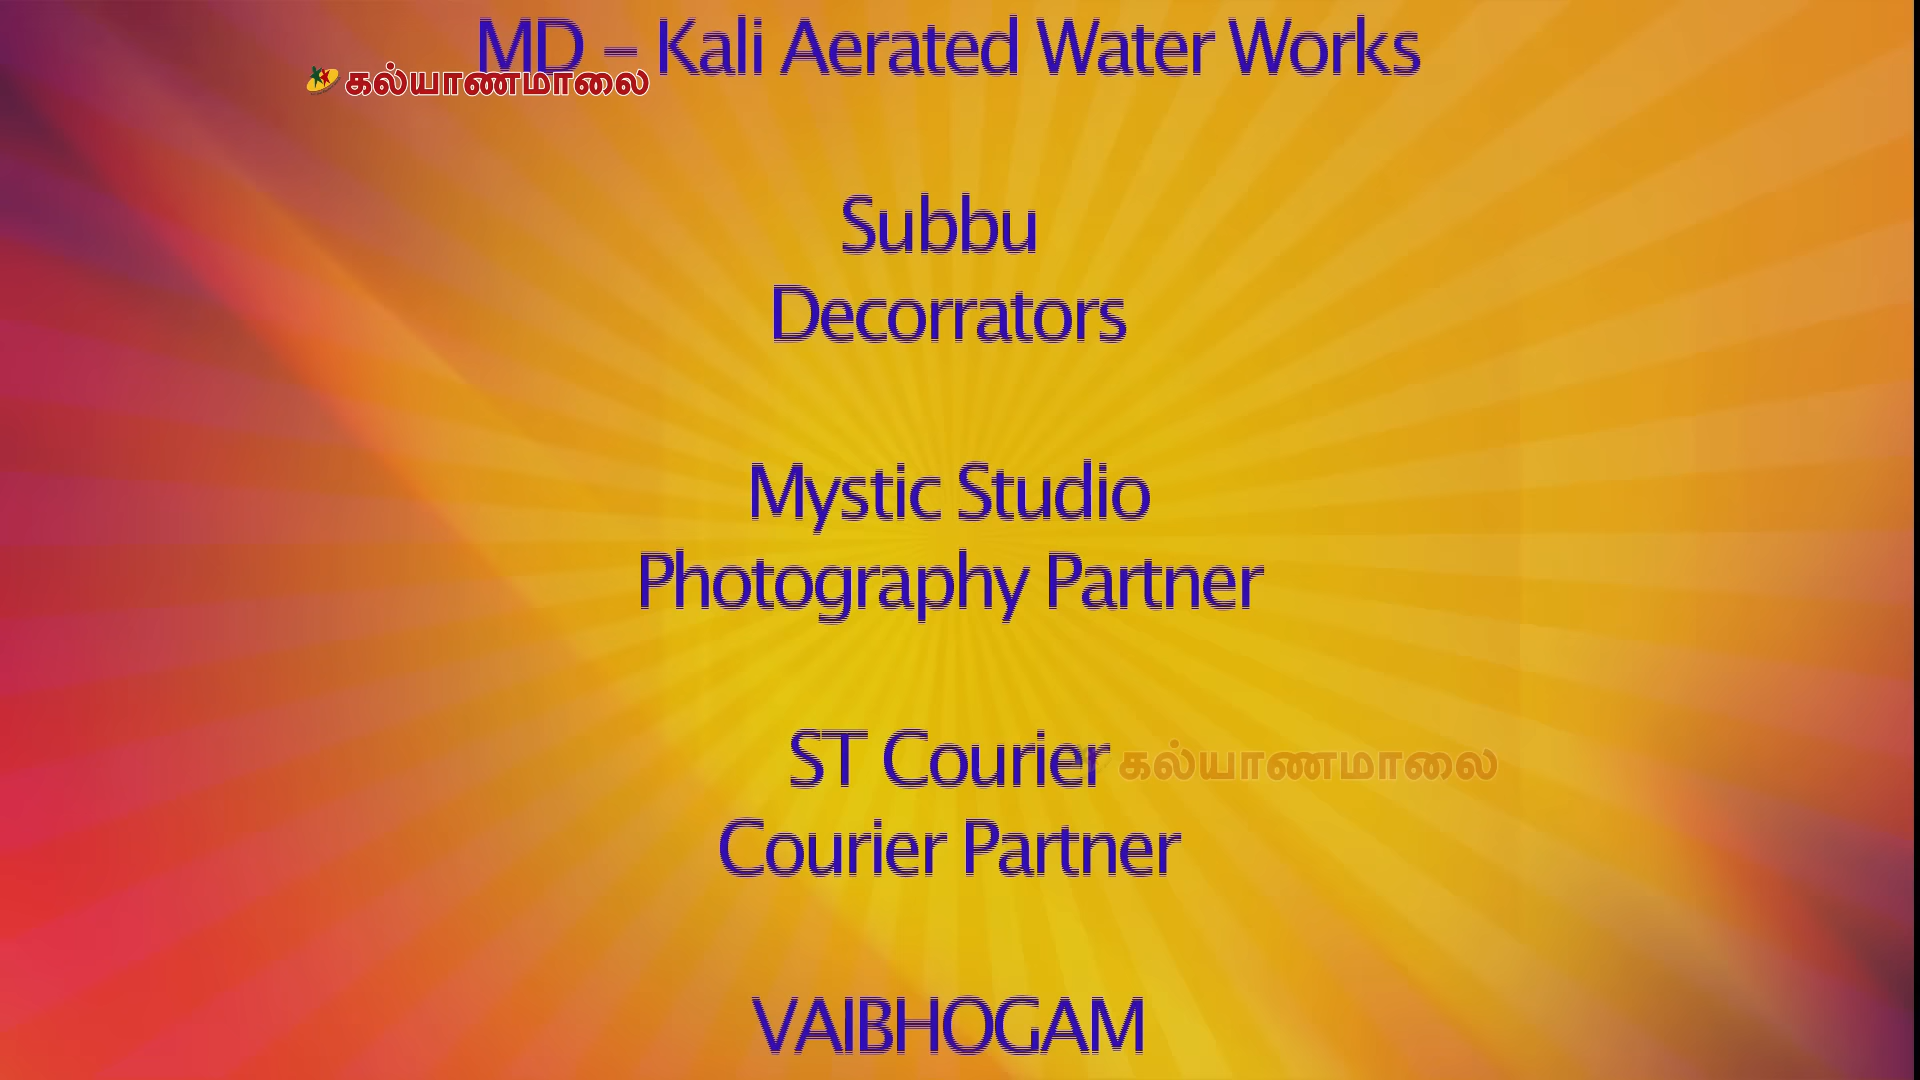 MD – Kali Aerated Water Works
கல்யாணமாலை
Subbu
Decorrators
Mystic Studio
Photography Partner
ST Courier
கல்யாணமாலை
Courier Partner
VAIBHOGAM